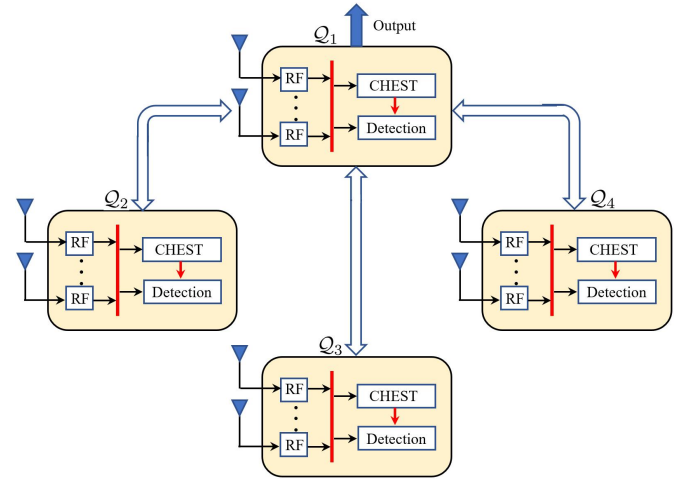 Output
𝒬₁
RF
CHEST
RF
Detection
𝒬₂
RF
CHEST
RF
Detection
𝒬₄
RF
CHEST
RF
Detection
𝒬₃
RF
CHEST
RF
Detection